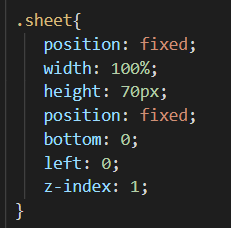 .sheet{
position: fixed;
width: 100%;
height: 70px;
position: fixed;
bottom: 0;
left: 0;
z-index: 1;
}